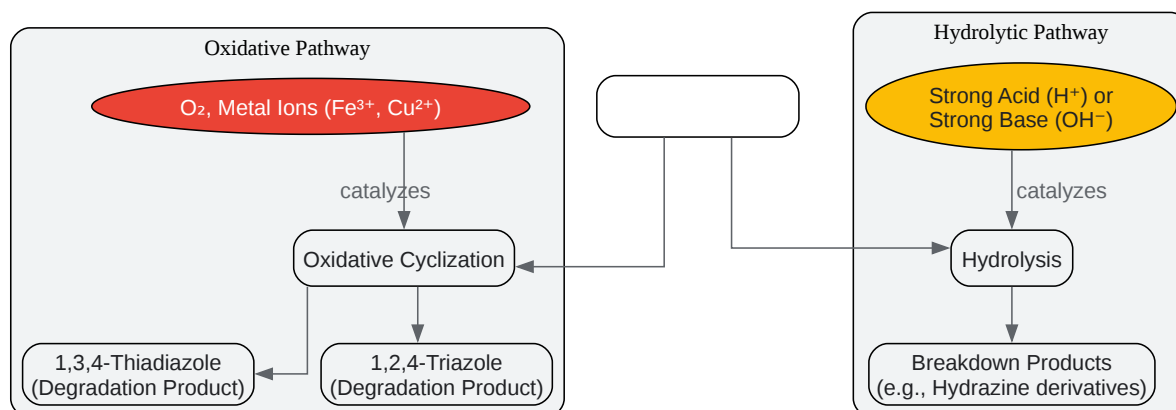 Oxidative Pathway
O₂, Metal Ions (Fe³⁺, Cu²⁺)
catalyzes
Oxidative Cyclization
1,3,4-Thiadiazole
(Degradation Product)
1,2,4-Triazole
(Degradation Product)
Hydrolytic Pathway
Strong Acid (H⁺) or
Strong Base (OH⁻)
catalyzes
Hydrolysis
Breakdown Products
(e.g., Hydrazine derivatives)